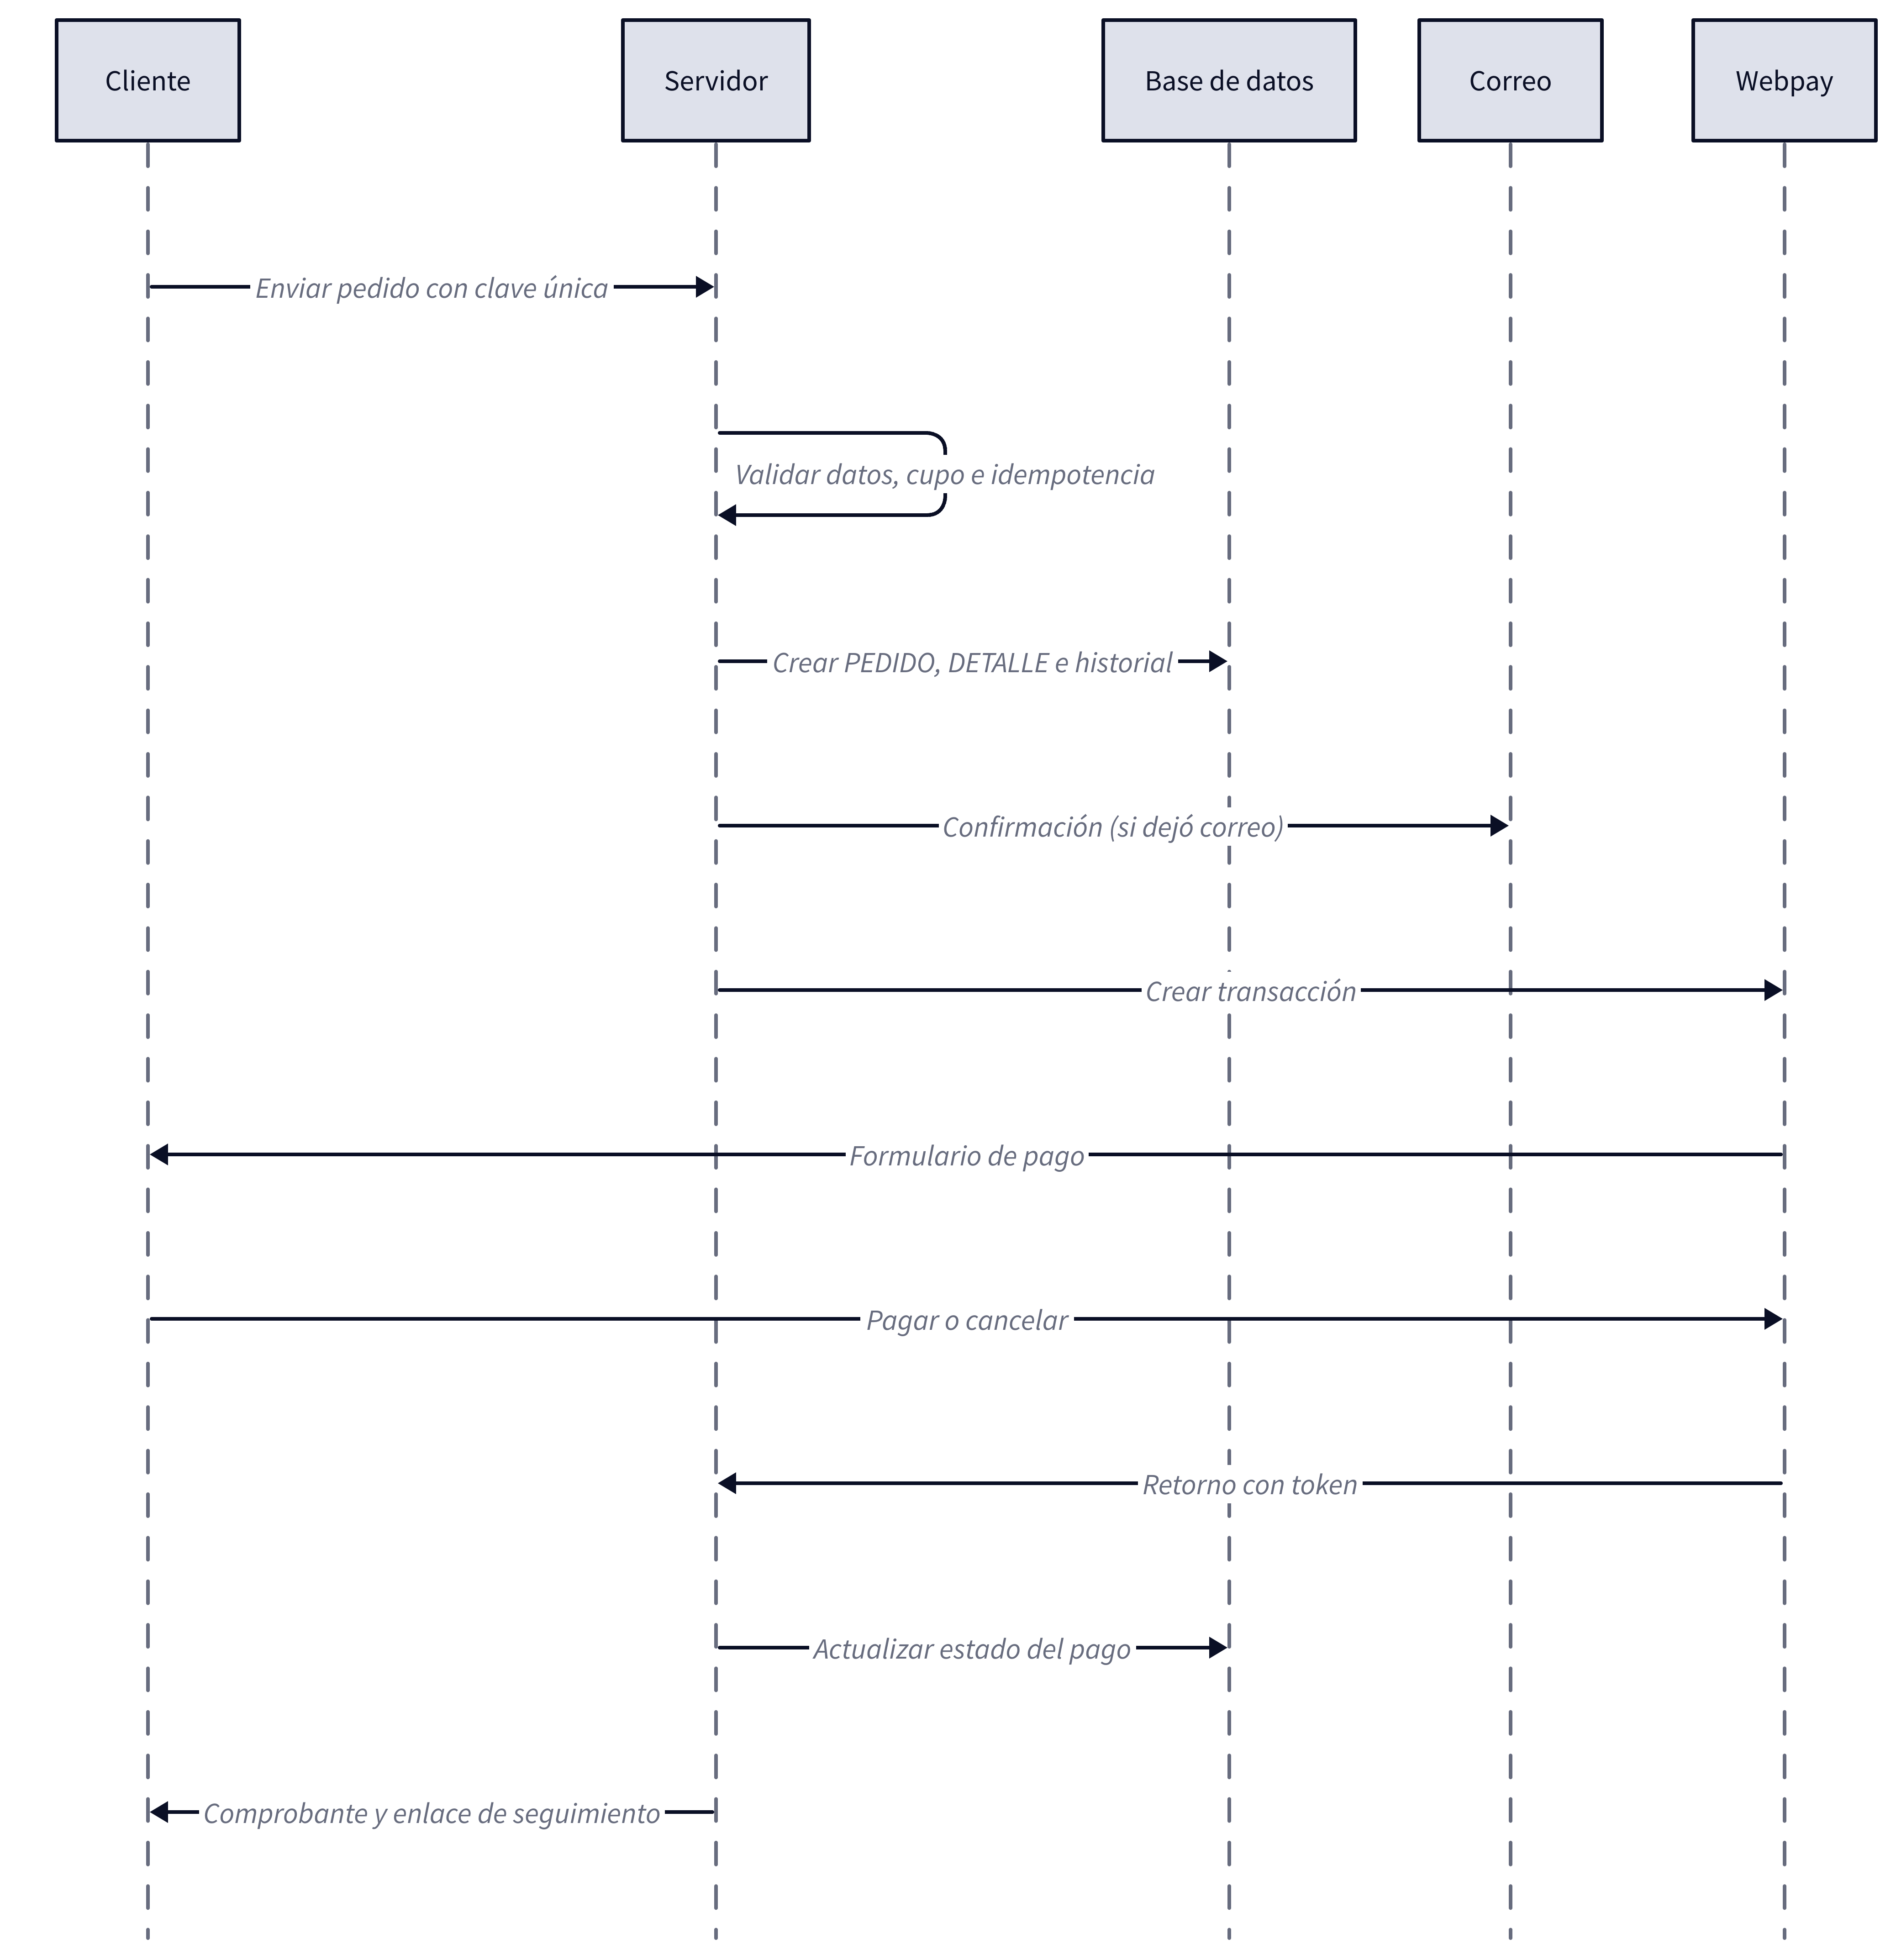 Cliente
Servidor
Base de datos
Correo
Webpay
Enviar pedido con clave única
Validar datos, cupo e idempotencia
Crear PEDIDO, DETALLE e historial
Confirmación (si dejó correo)
Crear transacción
Formulario de pago
Pagar o cancelar
Retorno con token
Actualizar estado del pago
Comprobante y enlace de seguimiento